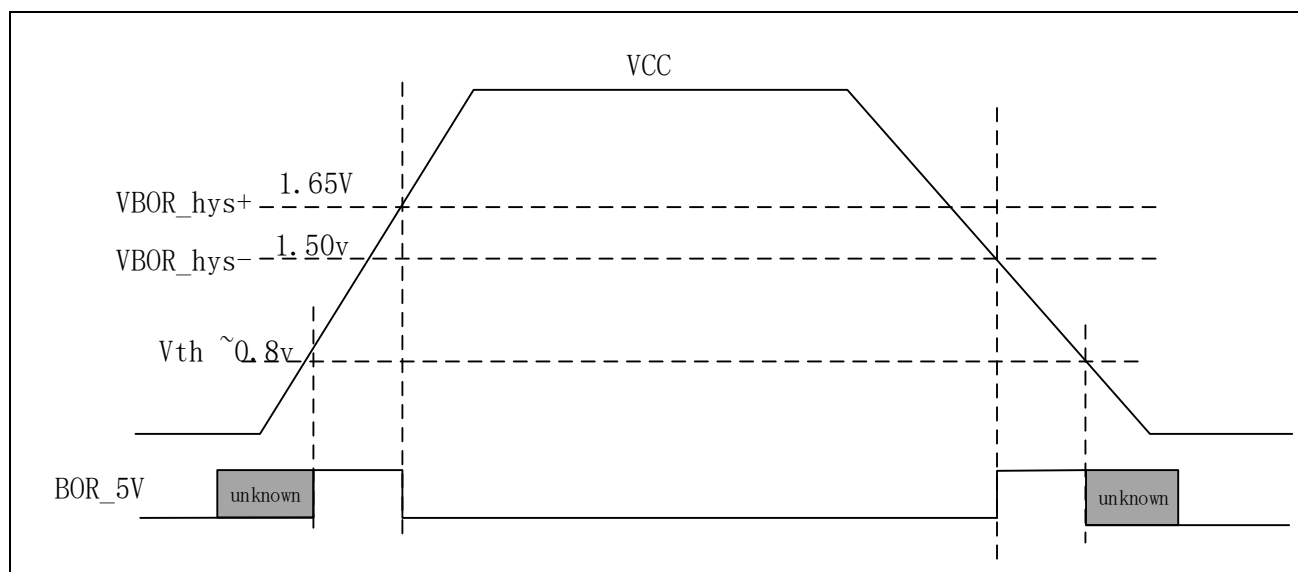 VCC
1.65V
VBOR_hys+
1.50v
VBOR_hys-
Vth ~0.8v
BOR_5V
unknown
unknown